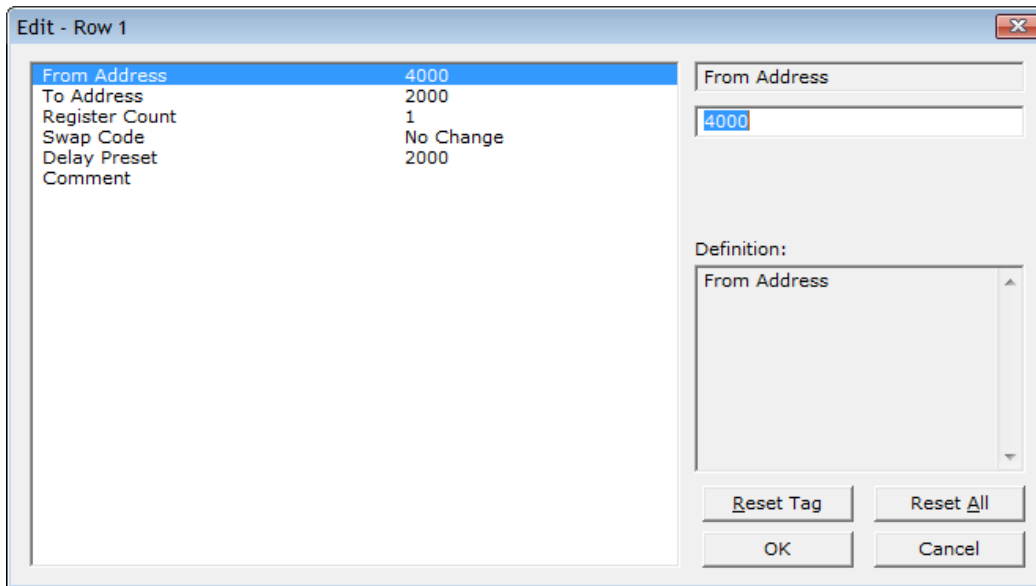 Edit - Row 1
From Address 4000
To Address 2000
Register Count 1
Swap Code No Change
Delay Preset 2000
Comment
From Address
4000
Definition:
From Address
Reset Tag Reset All
OK Cancel